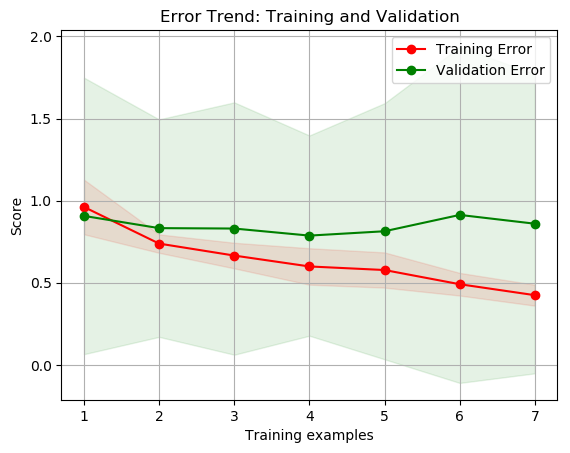 Error Trend: Training and Validation
2.0
1.5
1.0
0.5
0.0
Score
Training Error
Validation Error
1 2 3 4 5 6 7
Training examples